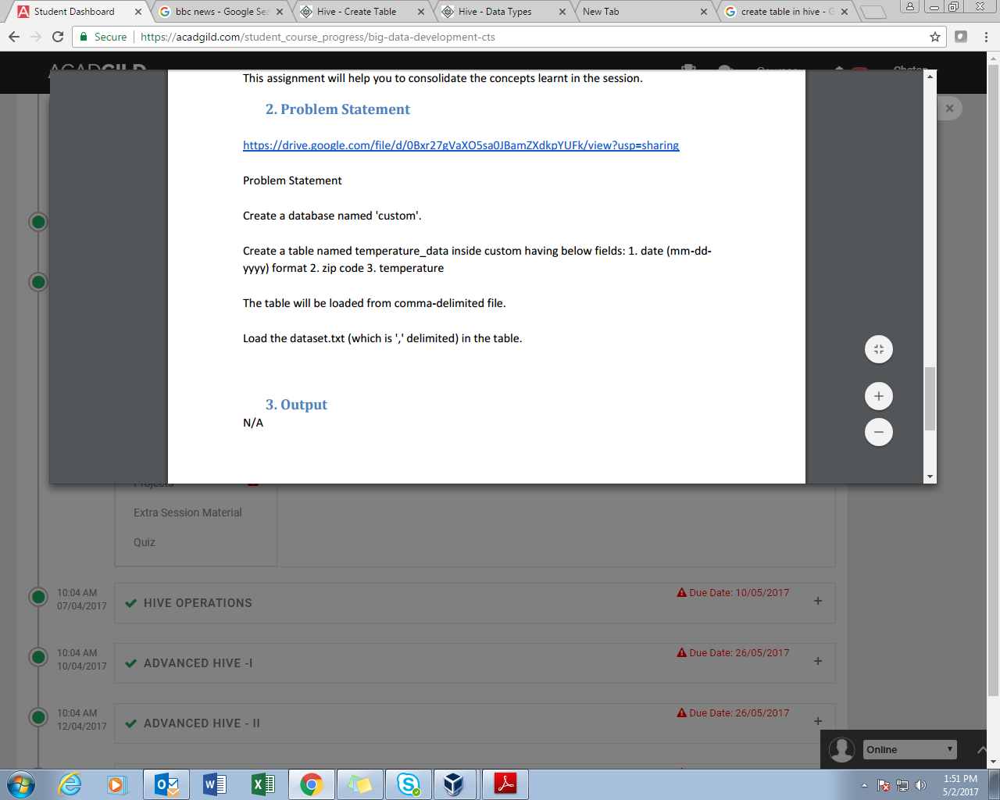 Student Dashboard
bbc news - Google Sea
Hive - Create Table
Hive - Data Types
New Tab
create table in hive - G
Secure
https://acadgild.com/student_course_progress/big-data-development-cts
This assignment will help you to consolidate the concepts learnt in the session.
2. Problem Statement
https://drive.google.com/file/d/0Bxr27gVaXO5sa0JBamZXdkpYUFk/view?usp=sharing
Problem Statement
Create a database named 'custom'.
Create a table named temperature_data inside custom having below fields: 1. date (mm-dd-
yyyy) format 2. zip code 3. temperature
The table will be loaded from comma-delimited file.
Load the dataset.txt (which is ',' delimited) in the table.
3. Output
N/A
Projects
Extra Session Material
Quiz
10:04 AM
07/04/2017
HIVE OPERATIONS
Due Date: 10/05/2017
10:04 AM
10/04/2017
ADVANCED HIVE -I
Due Date: 26/05/2017
10:04 AM
12/04/2017
ADVANCED HIVE - II
Due Date: 26/05/2017
Online
1:51 PM
5/2/2017